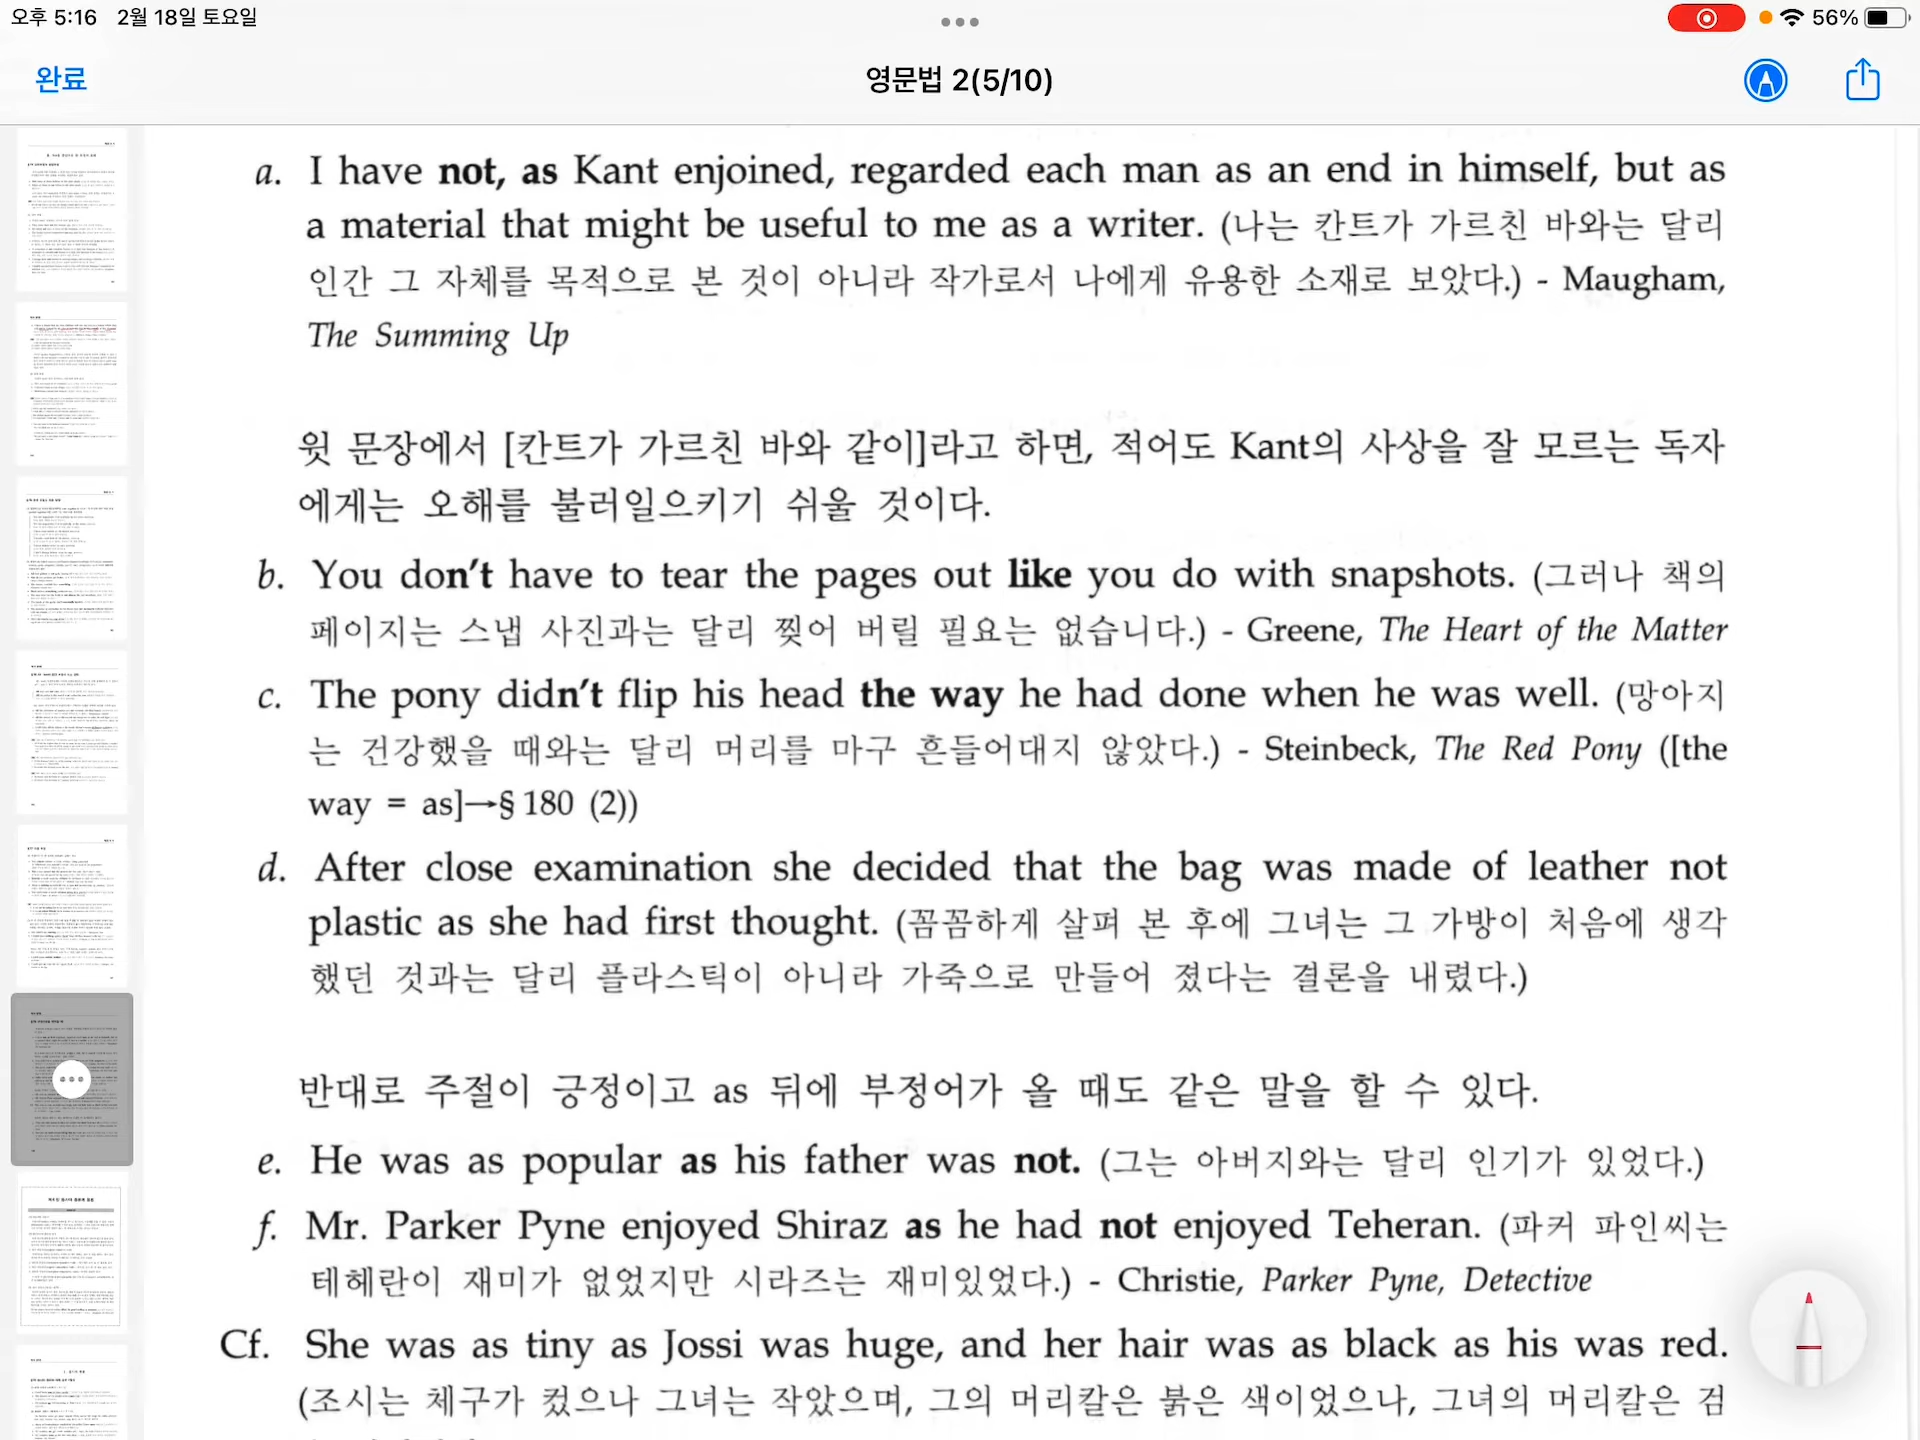 오후 5:16 2월 18일 토요일
56%
완료
영문법 2(5/10)
a. I have not, as Kant enjoined, regarded each man as an end in himself, but as
a material that might be useful to me as a writer. (나는 칸트가 가르친 바와는 달리
인간 그 자체를 목적으로 본 것이 아니라 작가로서 나에게 유용한 소재로 보았다.) - Maugham,
The Summing Up
윗 문장에서 [칸트가 가르친 바와 같이]라고 하면, 적어도 Kant의 사상을 잘 모르는 독자
에게는 오해를 불러일으키기 쉬울 것이다.
b. You don't have to tear the pages out like you do with snapshots. (그러나 책의
페이지는 스냅 사진과는 달리 찢어 버릴 필요는 없습니다.) - Greene, The Heart of the Matter
c. The pony didn't flip his head the way he had done when he was well. (망아지
는 건강했을 때와는 달리 머리를 마구 흔들어대지 않았다.) - Steinbeck, The Red Pony ([the
way = as]→§180 (2))
d. After close examination she decided that the bag was made of leather not
plastic as she had first thought. (꼼꼼하게 살펴 본 후에 그녀는 그 가방이 처음에 생각
했던 것과는 달리 플라스틱이 아니라 가죽으로 만들어 졌다는 결론을 내렸다.)
반대로 주절이 긍정이고 as 뒤에 부정어가 올 때도 같은 말을 할 수 있다.
e. He was as popular as his father was not. (그는 아버지와는 달리 인기가 있었다.)
f. Mr. Parker Pyne enjoyed Shiraz as he had not enjoyed Teheran. (파커 파인씨는
테헤란이 재미가 없었지만 시라즈는 재미있었다.) - Christie, Parker Pyne, Detective
Cf. She was as tiny as Jossi was huge, and her hair was as black as his was red.
(조시는 체구가 컸으나 그녀는 작았으며, 그의 머리칼은 붉은 색이었으나, 그녀의 머리칼은 검